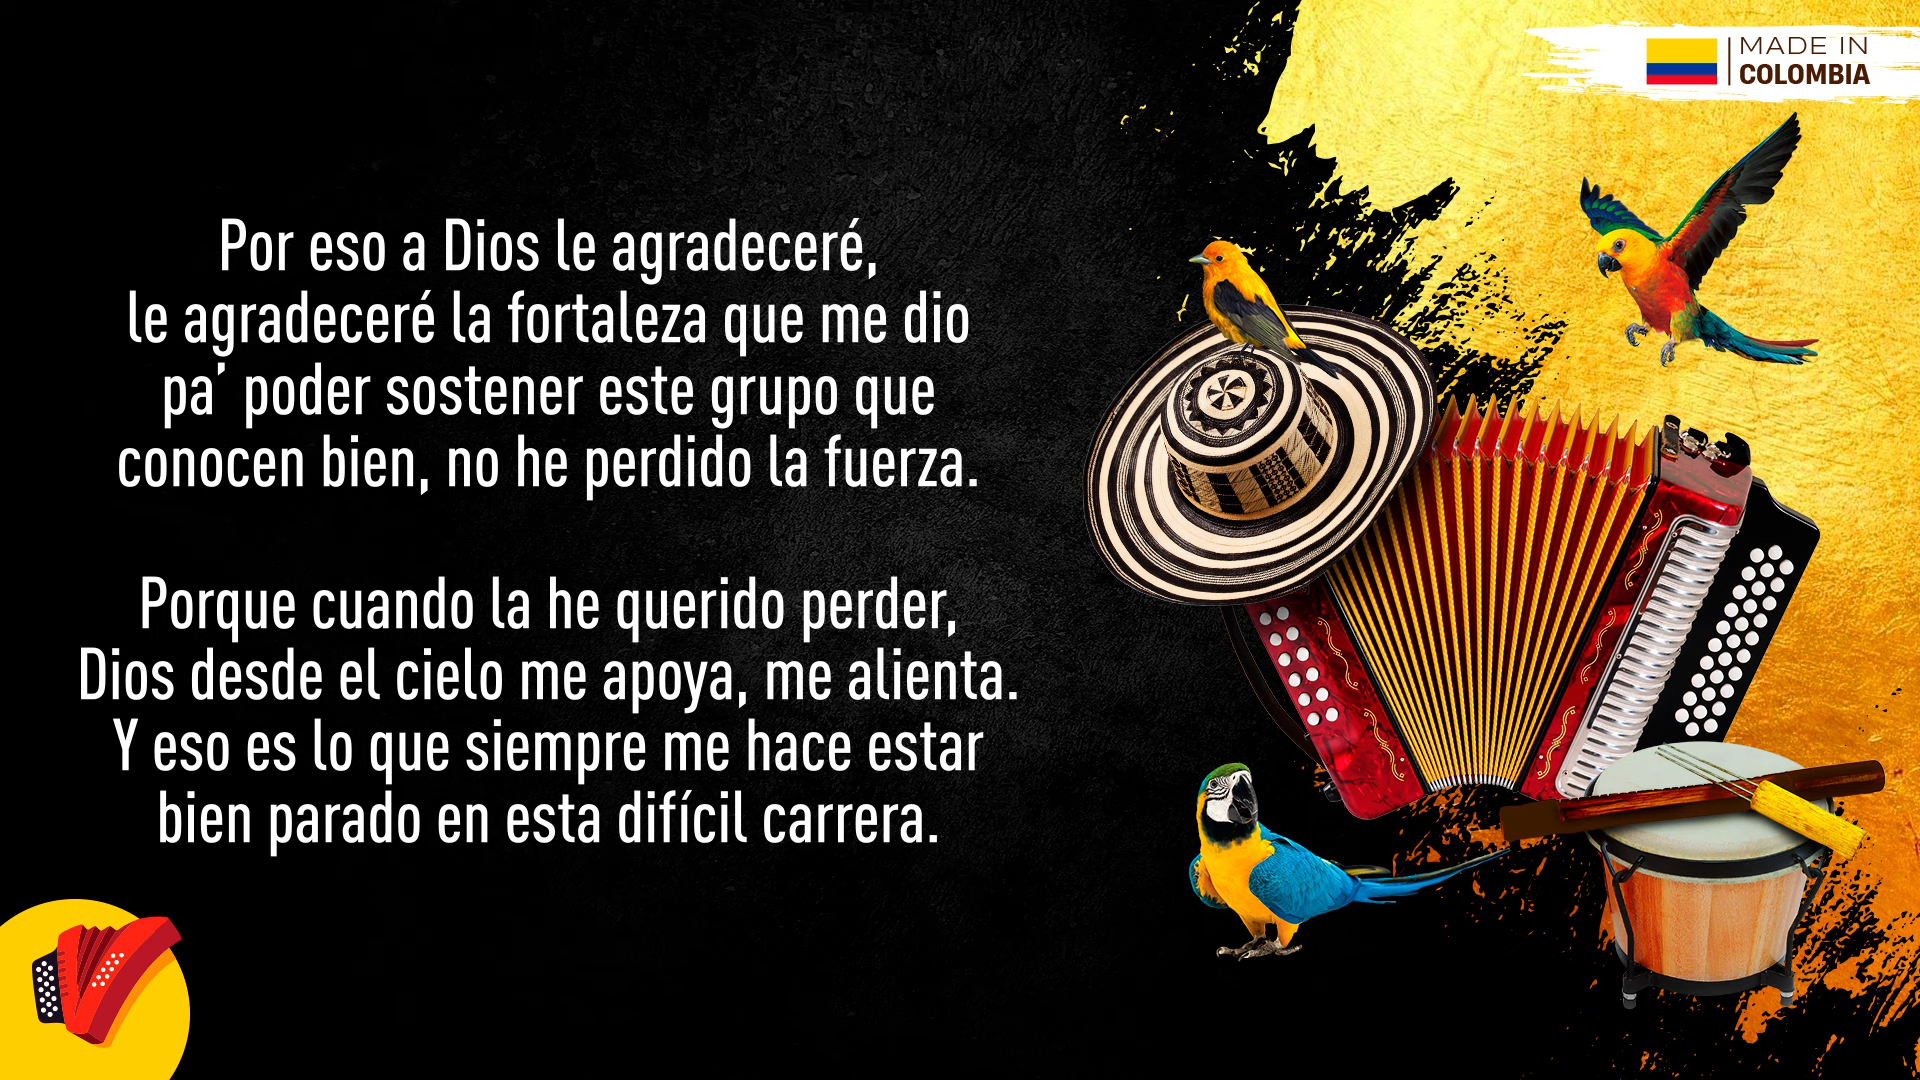 MADE IN
COLOMBIA
Por eso a Dios le agradeceré,
le agradeceré la fortaleza que me dio
pa’ poder sostener este grupo que
conocen bien, no he perdido la fuerza.
Porque cuando la he querido perder,
Dios desde el cielo me apoya, me alienta.
Y eso es lo que siempre me hace estar
bien parado en esta difícil carrera.